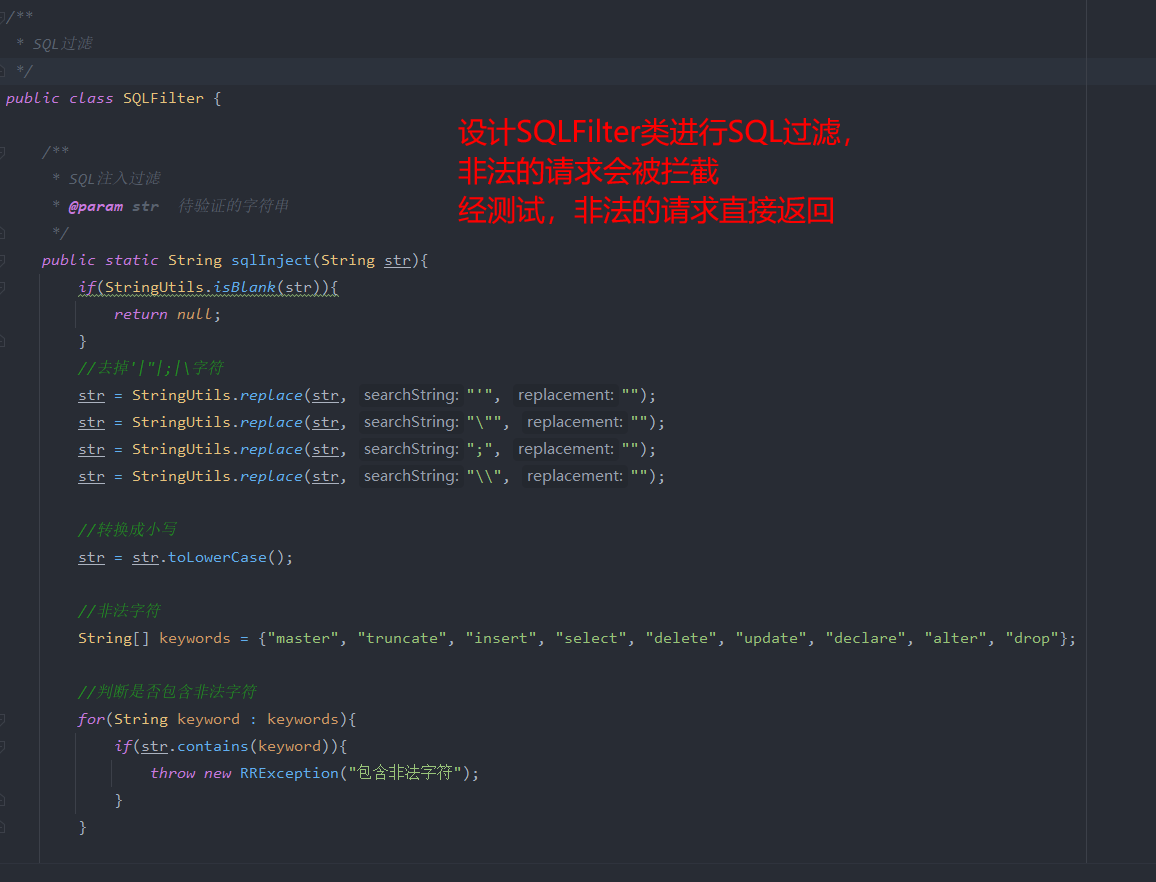 /**
* SQL过滤
*/
public class SQLFilter {
设计SQLFilter类进行SQL过滤，
非法的请求会被拦截
经测试，非法的请求直接返回
/**
* SQL注入过滤
* @param str 待验证的字符串
*/
public static String sqlInject(String str){
if(StringUtils.isBlank(str)){
return null;
}
//去掉'|"|;|\字符
str = StringUtils.replace(str, searchString: "'", replacement: "");
str = StringUtils.replace(str, searchString: "\"", replacement: "");
str = StringUtils.replace(str, searchString: ";", replacement: "");
str = StringUtils.replace(str, searchString: "\\", replacement: "");
//转换成小写
str = str.toLowerCase();
//非法字符
String[] keywords = {"master", "truncate", "insert", "select", "delete", "update", "declare", "alter", "drop"};
//判断是否包含非法字符
for(String keyword : keywords){
if(str.contains(keyword)){
throw new RRException("包含非法字符");
}
}